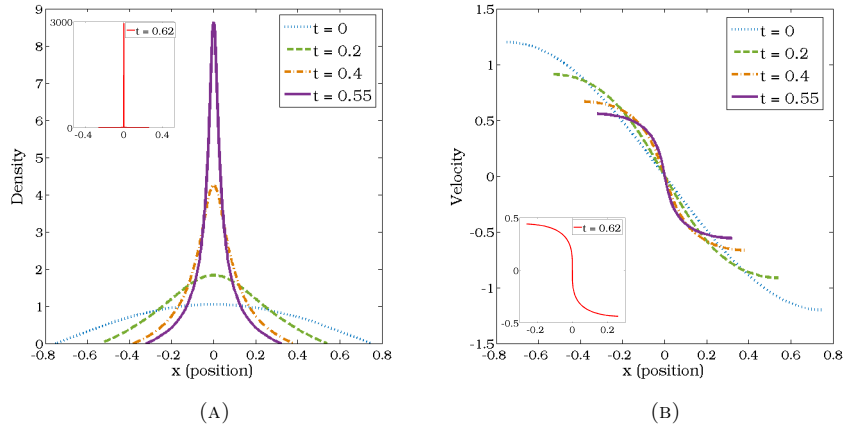 9
8
7
6
5
4
3
2
1
0
Density
-0.8 -0.6 -0.4 -0.2 0 0.2 0.4 0.6 0.8
x (position)
3000
0
-0.4 0 0.4
t = 0.62
t = 0
t = 0.2
t = 0.4
t = 0.55
(A)
1.5
1
0.5
0
-0.5
-1
-1.5
Velocity
-0.8 -0.6 -0.4 -0.2 0 0.2 0.4 0.6 0.8
x (position)
t = 0
t = 0.2
t = 0.4
t = 0.55
0.5
0
-0.5
-0.2 0 0.2
t = 0.62
(B)